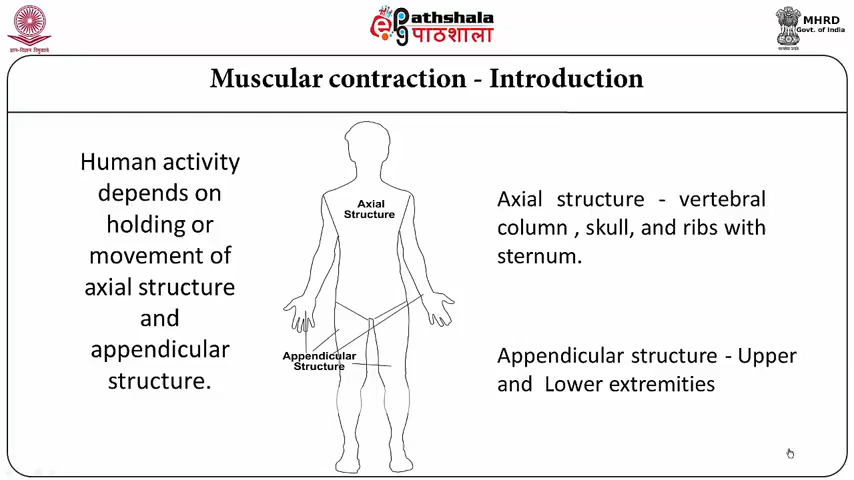 ePathshala
पाठशाला
MHRD
Govt. of India
Muscular contraction - Introduction
Human activity
depends on
holding or
movement of
axial structure
and
appendicular
structure.
Axial
Structure
Appendicular
Structure
Axial structure - vertebral
column , skull, and ribs with
sternum.
Appendicular structure - Upper
and Lower extremities